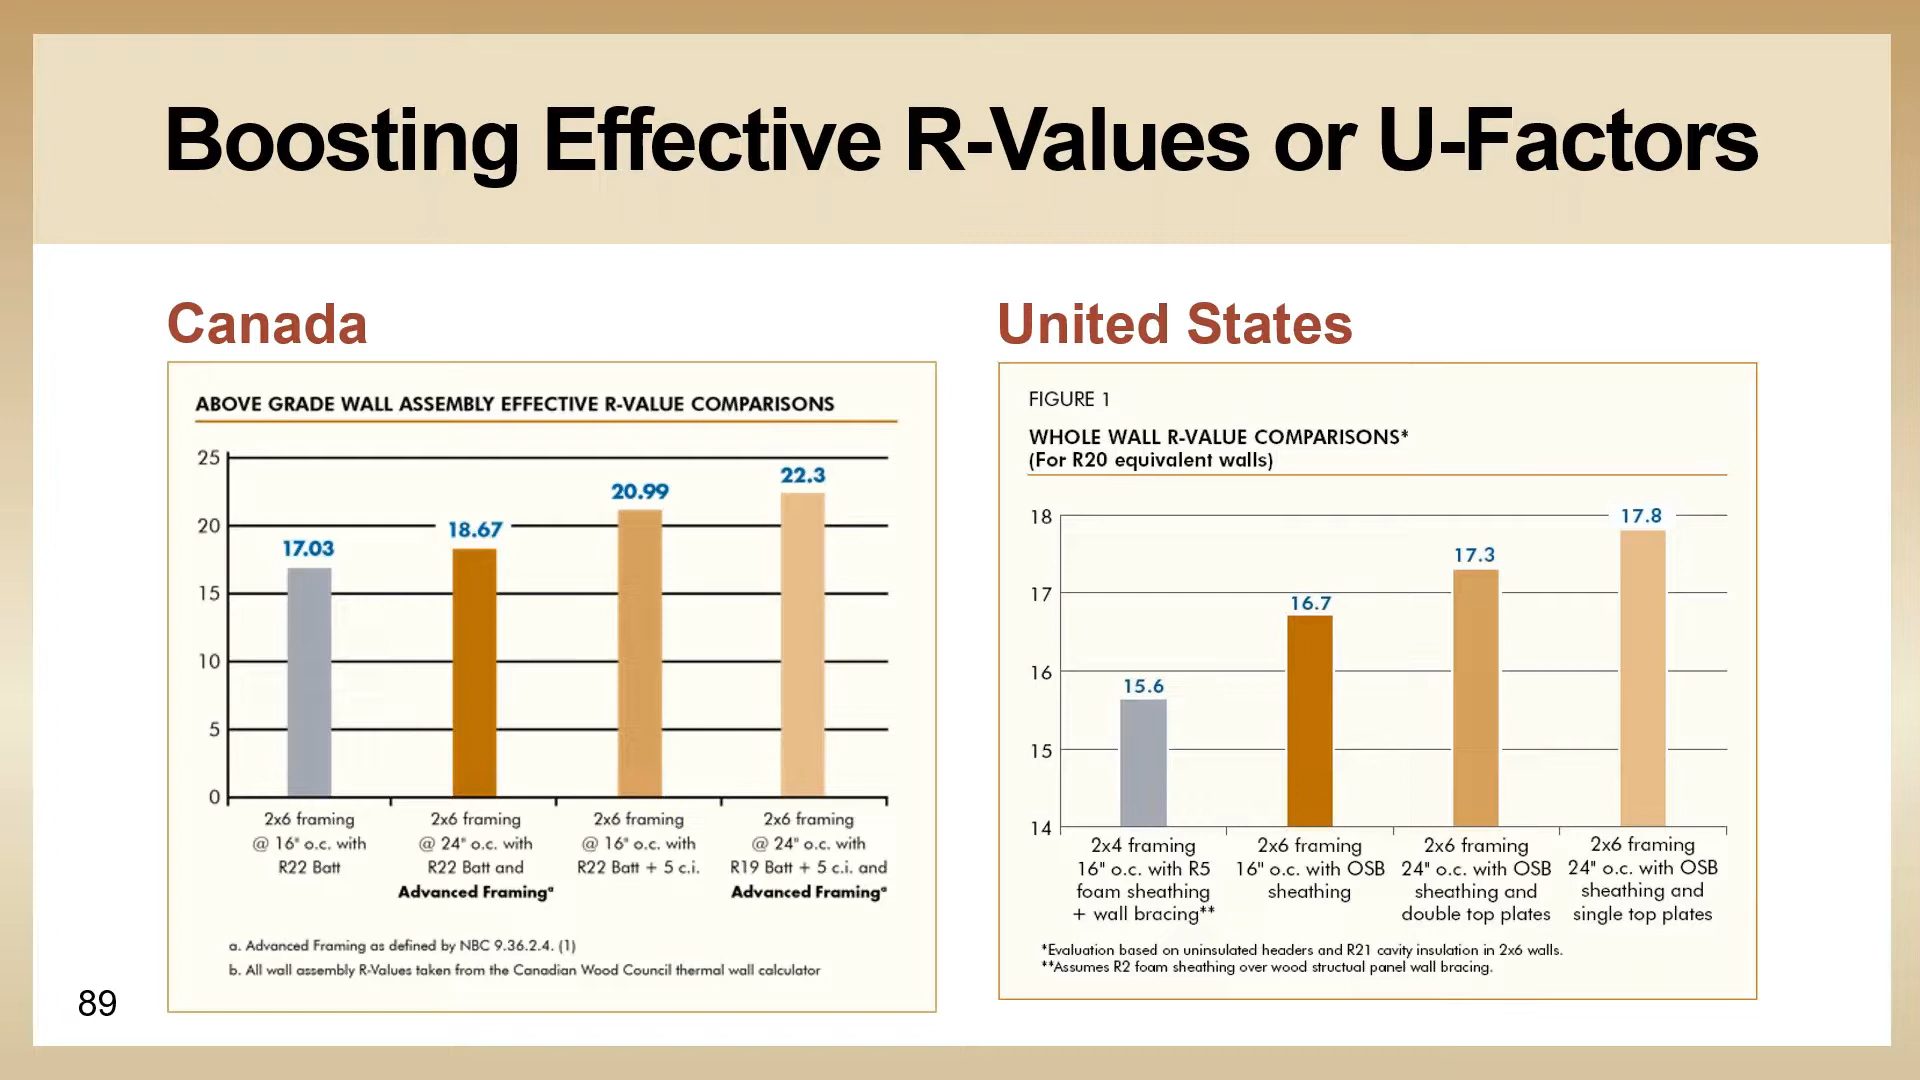 Boosting Effective R-Values or U-Factors
Canada
ABOVE GRADE WALL ASSEMBLY EFFECTIVE R-VALUE COMPARISONS
25
20
15
10
5
0
17.03
18.67
20.99
22.3
2x6 framing
@ 16" o.c. with
R22 Batt
2x6 framing
@ 24" o.c. with
R22 Batt and
Advanced Framingª
2x6 framing
@ 16" o.c. with
R22 Batt + 5 c.i.
2x6 framing
@ 24" o.c. with
R19 Batt + 5 c.i. and
Advanced Framingª
a. Advanced Framing as defined by NBC 9.36.2.4. (1)
b. All wall assembly R-Values taken from the Canadian Wood Council thermal wall calculator
United States
FIGURE 1
WHOLE WALL R-VALUE COMPARISONS*
(For R20 equivalent walls)
18
17
16
15
14
15.6
16.7
17.3
17.8
2x4 framing
16" o.c. with R5
foam sheathing
+ wall bracing**
2x6 framing
16" o.c. with OSB
sheathing
2x6 framing
24" o.c. with OSB
sheathing and
double top plates
2x6 framing
24" o.c. with OSB
sheathing and
single top plates
*Evaluation based on uninsulated headers and R21 cavity insulation in 2x6 walls.
**Assumes R2 foam sheathing over wood structual panel wall bracing.
89